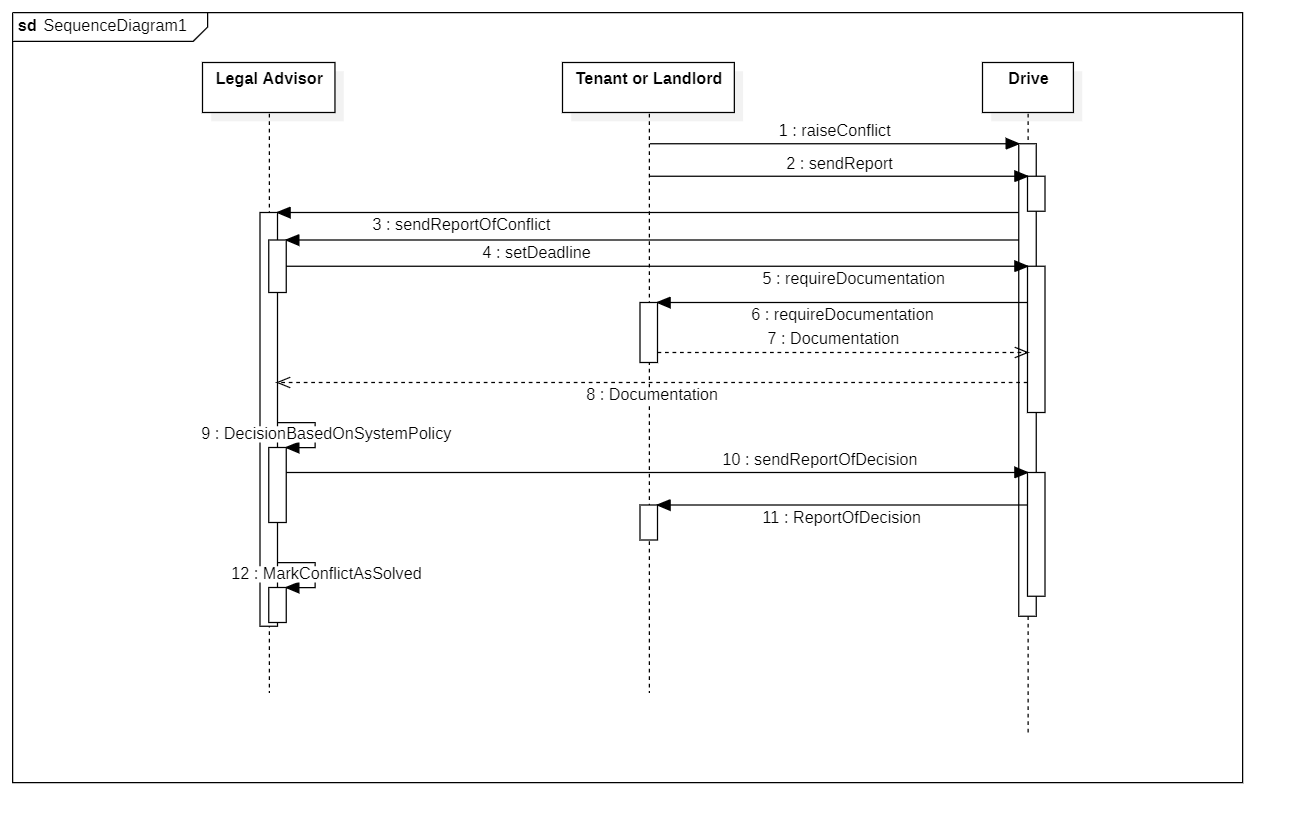 sd SequenceDiagram1
Legal Advisor
Tenant or Landlord
Drive
1 : raiseConflict
2 : sendReport
3 : sendReportOfConflict
4 : setDeadline
5 : requireDocumentation
6 : requireDocumentation
7 : Documentation
8 : Documentation
9 : DecisionBasedOnSystemPolicy
10 : sendReportOfDecision
11 : ReportOfDecision
12 : MarkConflictAsSolved